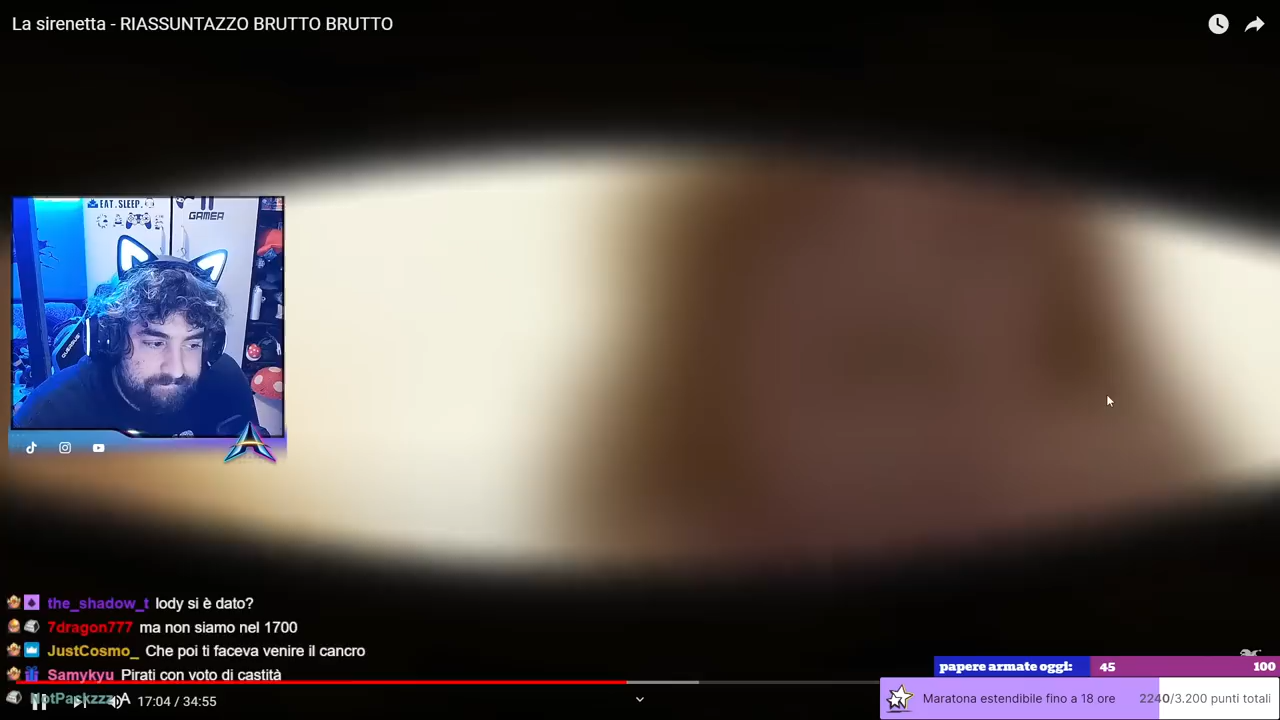 La sirenetta - RIASSUNTAZZO BRUTTO BRUTTO
EAT.SLEEP.
GAMER
the_shadow_t Iody si è dato?
7dragon777 ma non siamo nel 1700
JustCosmo_ Che poi ti faceva venire il cancro
Samykyu Pirati con voto di castità
NotPaskzzz A
17:04 / 34:55
papere armate oggi: 45 100
Maratona estendibile fino a 18 ore 2240/3.200 punti totali